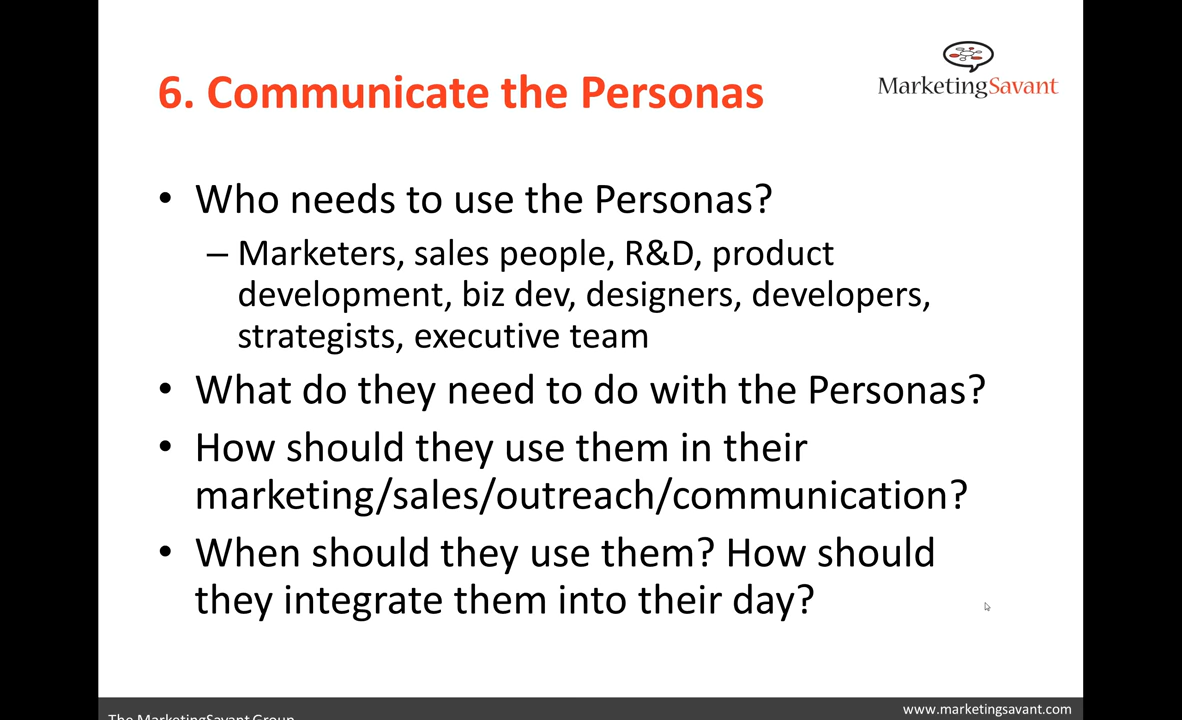 6. Communicate the Personas
MarketingSavant
• Who needs to use the Personas?
– Marketers, sales people, R&D, product
development, biz dev, designers, developers,
strategists, executive team
• What do they need to do with the Personas?
• How should they use them in their
marketing/sales/outreach/communication?
• When should they use them? How should
they integrate them into their day?
The MarketingSavant Group
www.marketingsavant.com